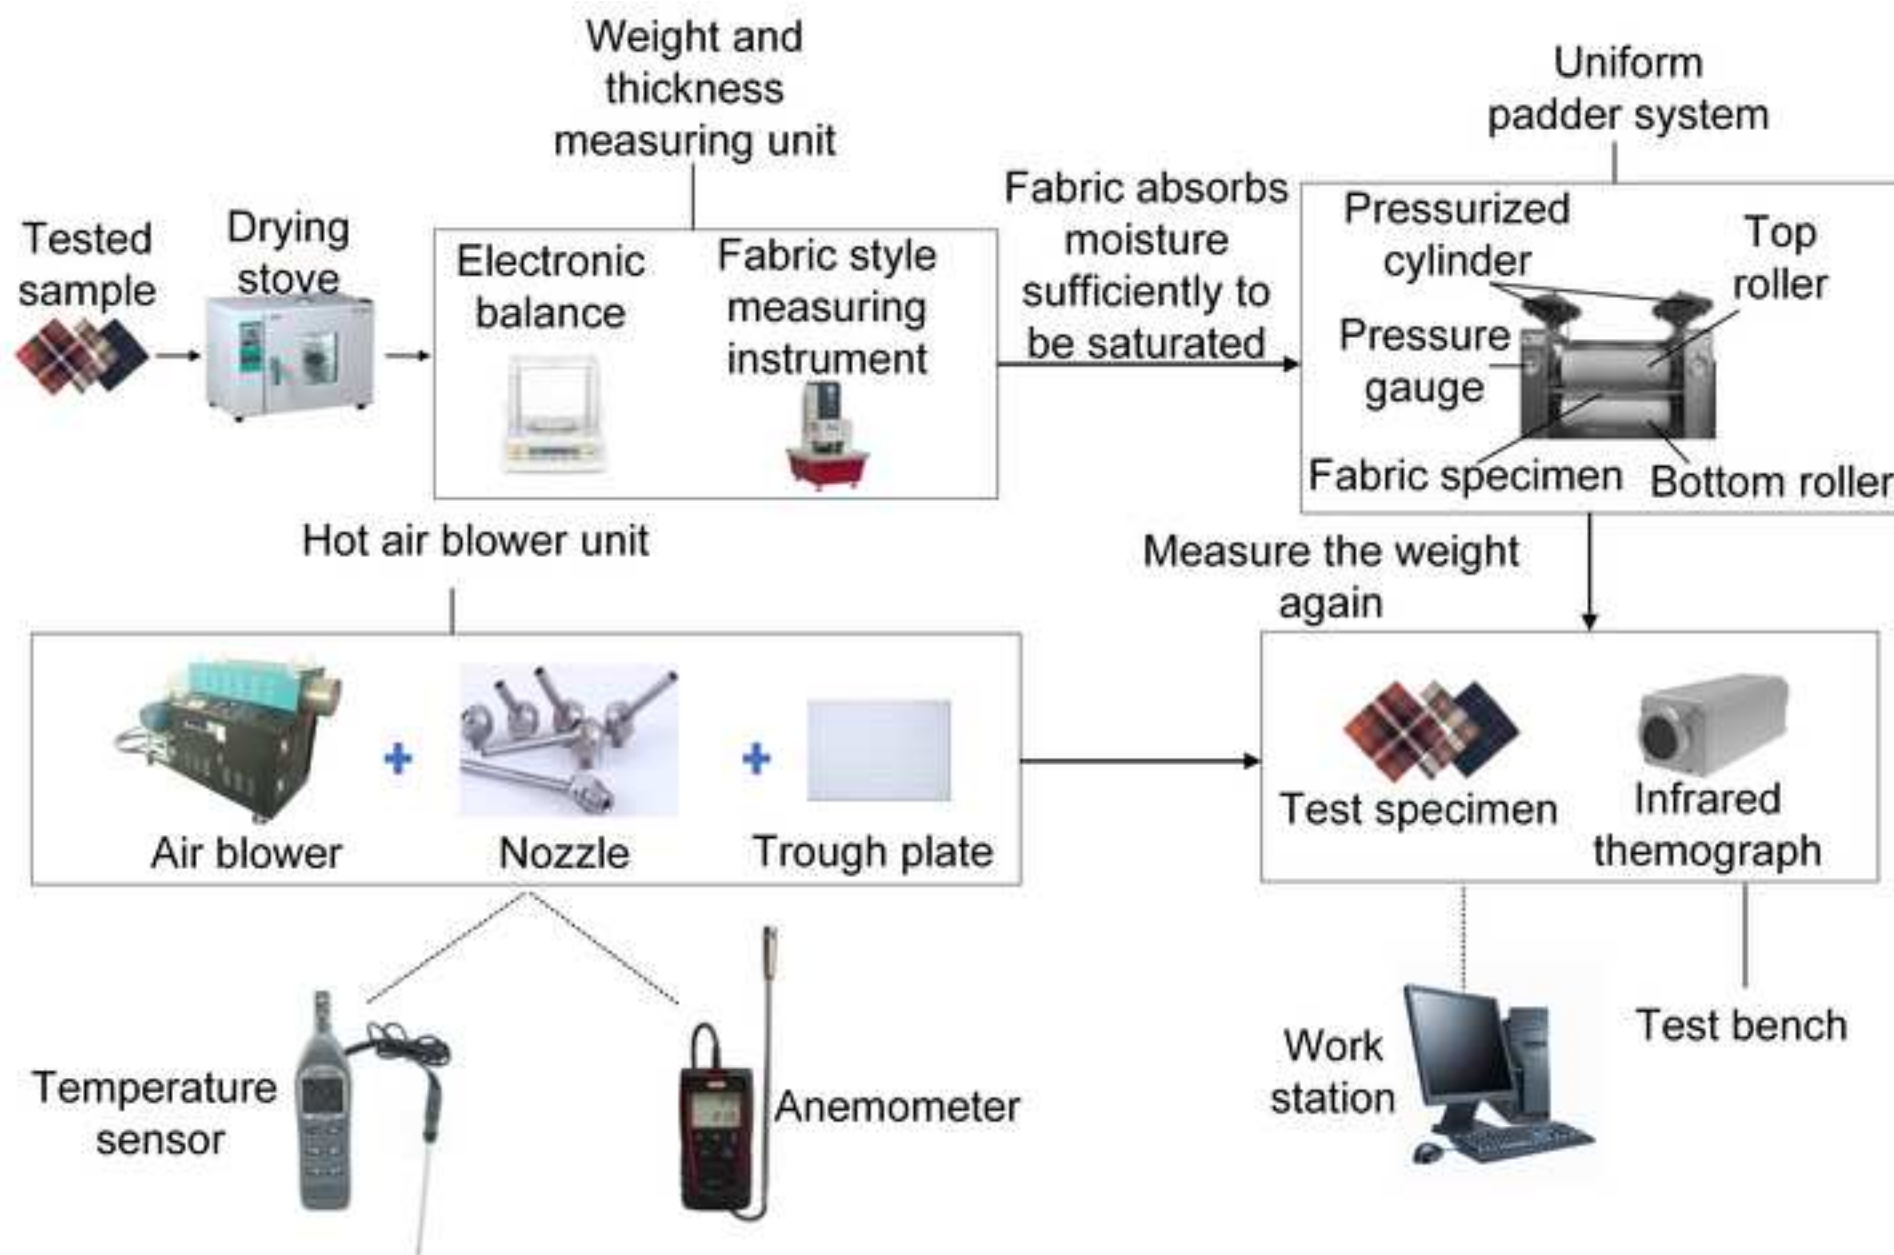 Weight and
thickness
measuring unit
Uniform
padder system
Tested
sample
Drying
stove
Electronic
balance
Fabric style
measuring
instrument
Fabric absorbs
moisture
sufficiently to
be saturated
Pressurized
cylinder
Top
roller
Pressure
gauge
Fabric specimen
Bottom roller
Hot air blower unit
Measure the weight
again
Air blower
Nozzle
Trough plate
Test specimen
Infrared
themograph
Temperature
sensor
Anemometer
Work
station
Test bench